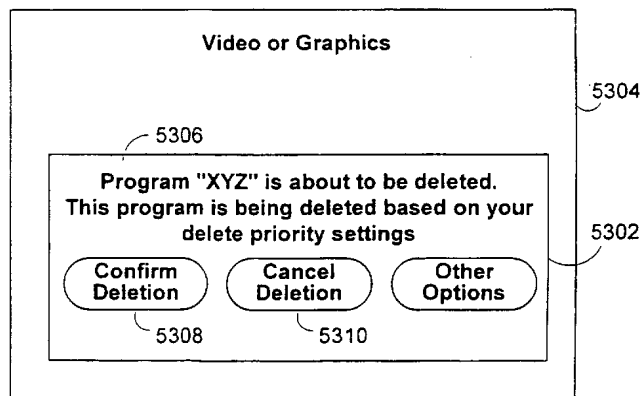 Video or Graphics
5304
5306
Program "XYZ" is about to be deleted.
This program is being deleted based on your
delete priority settings
5302
Confirm
Deletion
Cancel
Deletion
Other
Options
5308
5310